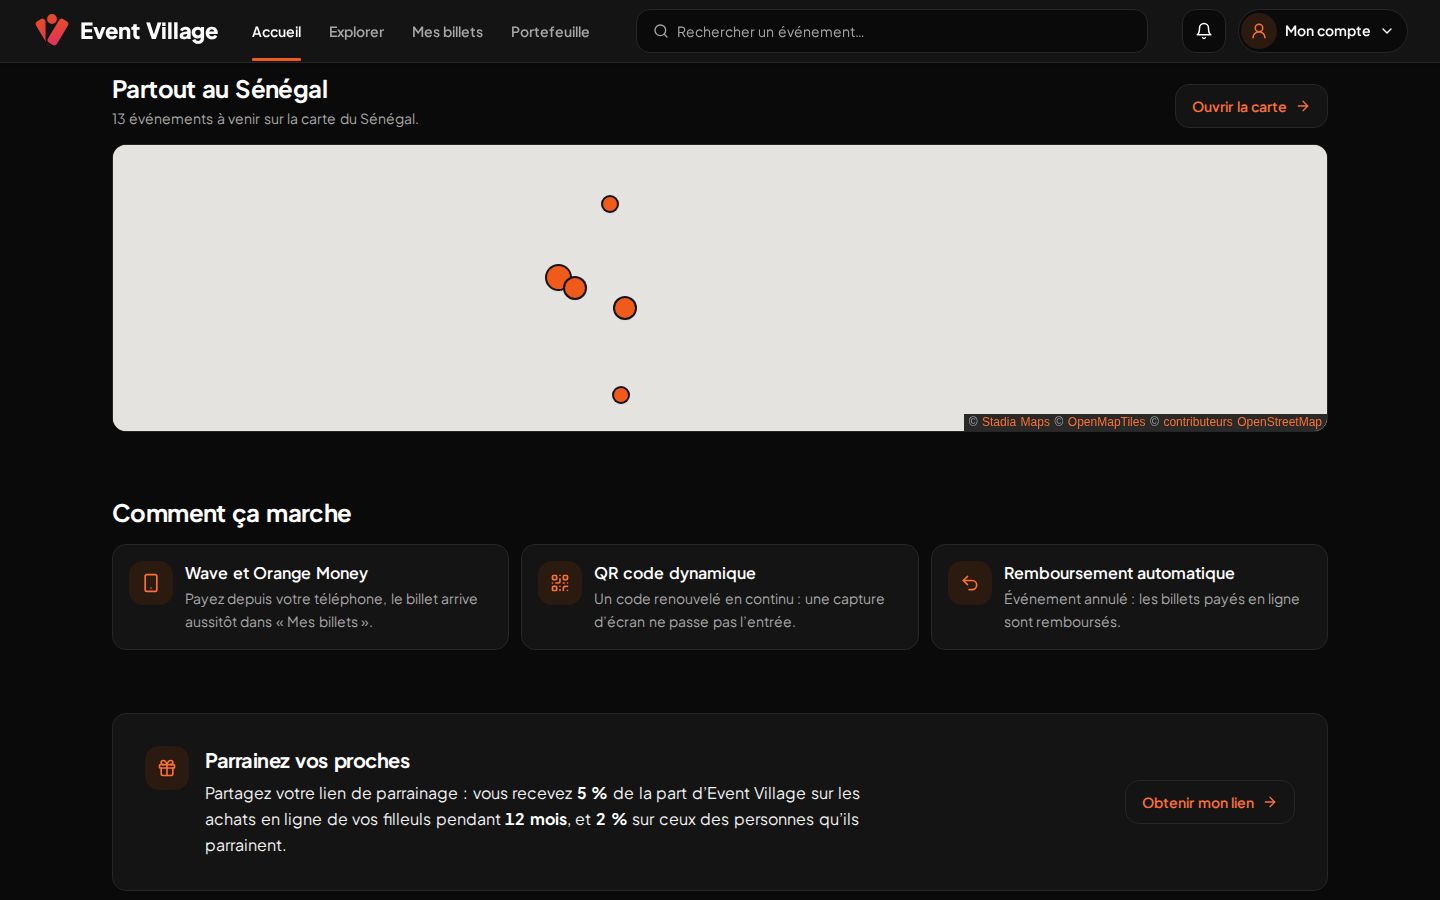 Event Village
Accueil
Explorer
Mes billets
Portefeuille
Rechercher un événement…
Mon compte
Partout au Sénégal
13 événements à venir sur la carte du Sénégal.
Ouvrir la carte
© Stadia Maps © OpenMapTiles © contributeurs OpenStreetMap
Comment ça marche
Wave et Orange Money
Payez depuis votre téléphone, le billet arrive
aussitôt dans « Mes billets ».
QR code dynamique
Un code renouvelé en continu : une capture
d’écran ne passe pas l’entrée.
Remboursement automatique
Événement annulé : les billets payés en ligne
sont remboursés.
Parrainez vos proches
Partagez votre lien de parrainage : vous recevez 5 % de la part d’Event Village sur les
achats en ligne de vos filleuls pendant 12 mois, et 2 % sur ceux des personnes qu’ils
parrainent.
Obtenir mon lien